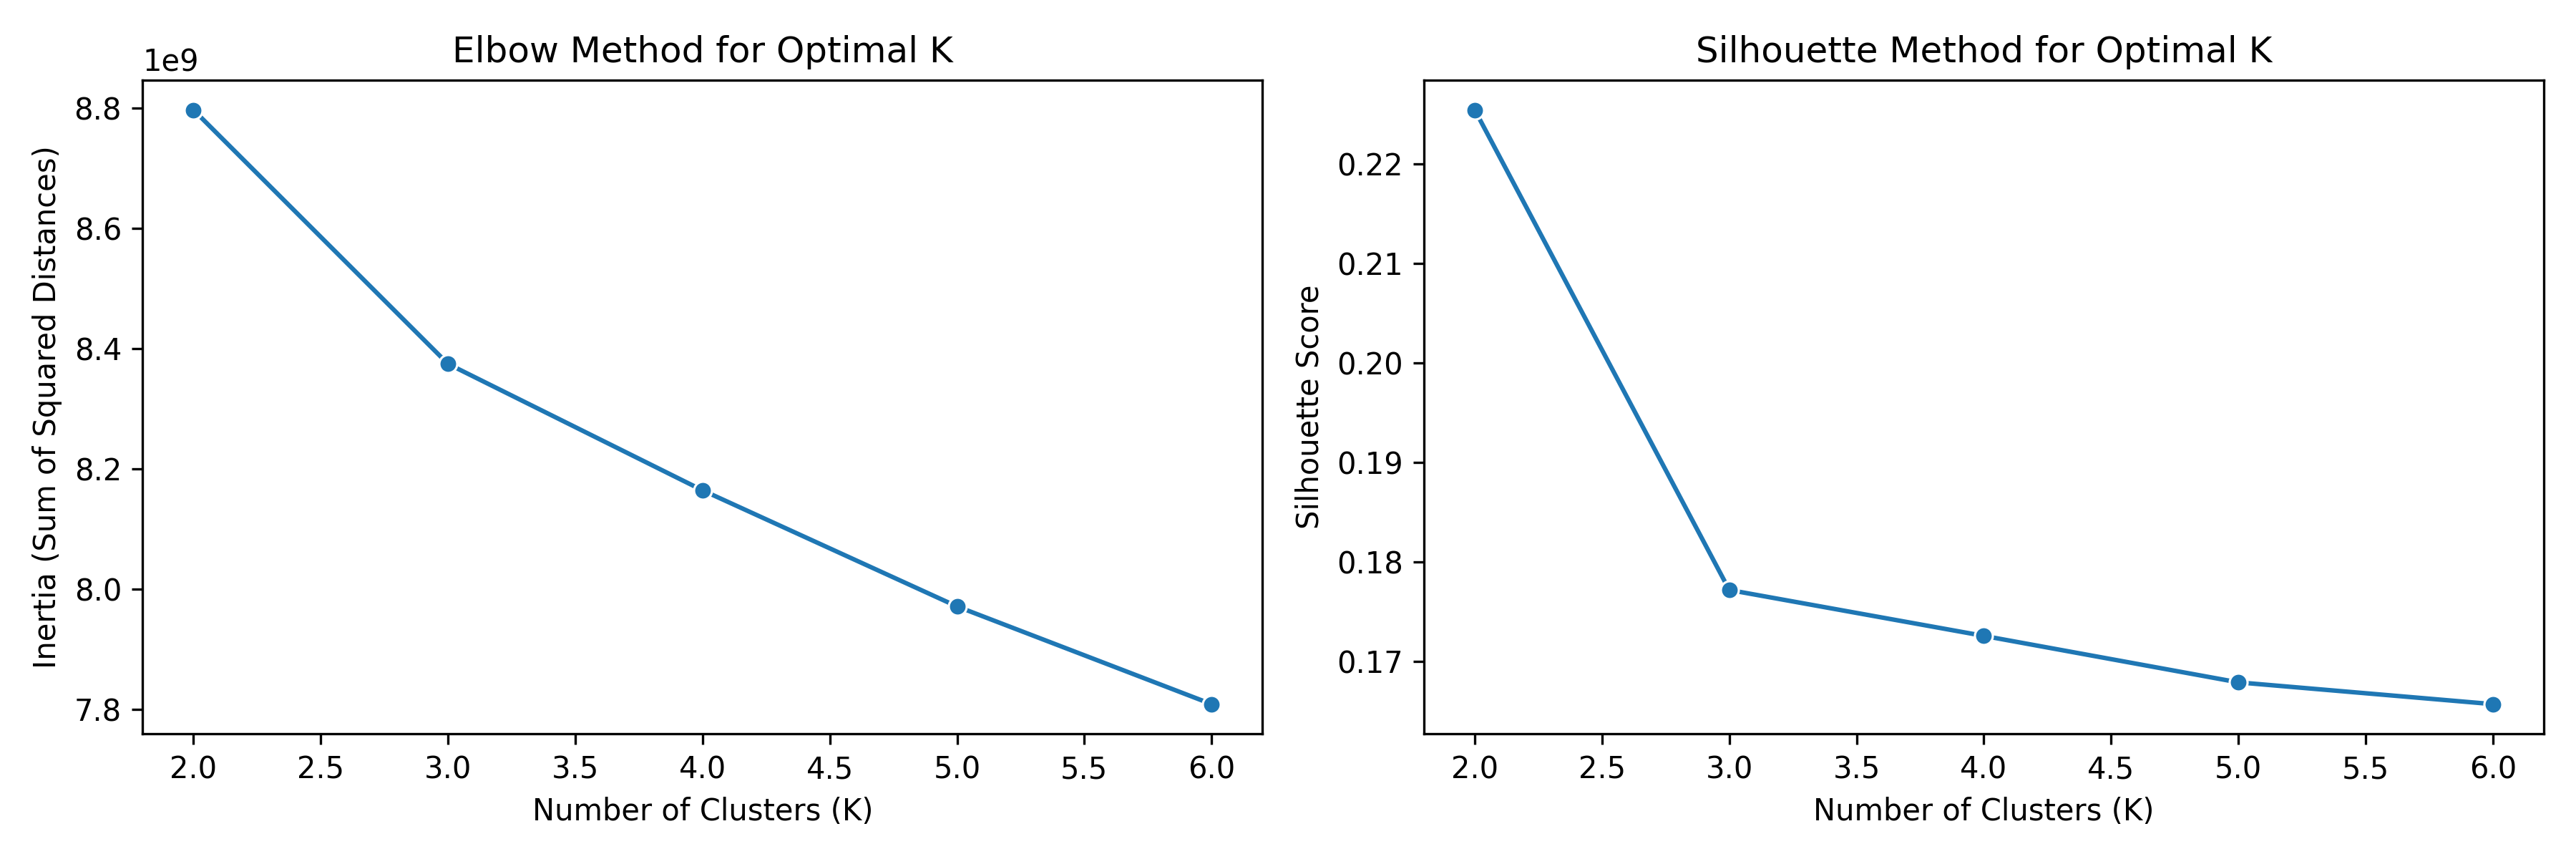 Elbow Method for Optimal K
1e9
8.8
8.6
8.4
8.2
8.0
7.8
Inertia (Sum of Squared Distances)
2.0 2.5 3.0 3.5 4.0 4.5 5.0 5.5 6.0
Number of Clusters (K)
Silhouette Method for Optimal K
0.22
0.21
0.20
0.19
0.18
0.17
Silhouette Score
2.0 2.5 3.0 3.5 4.0 4.5 5.0 5.5 6.0
Number of Clusters (K)